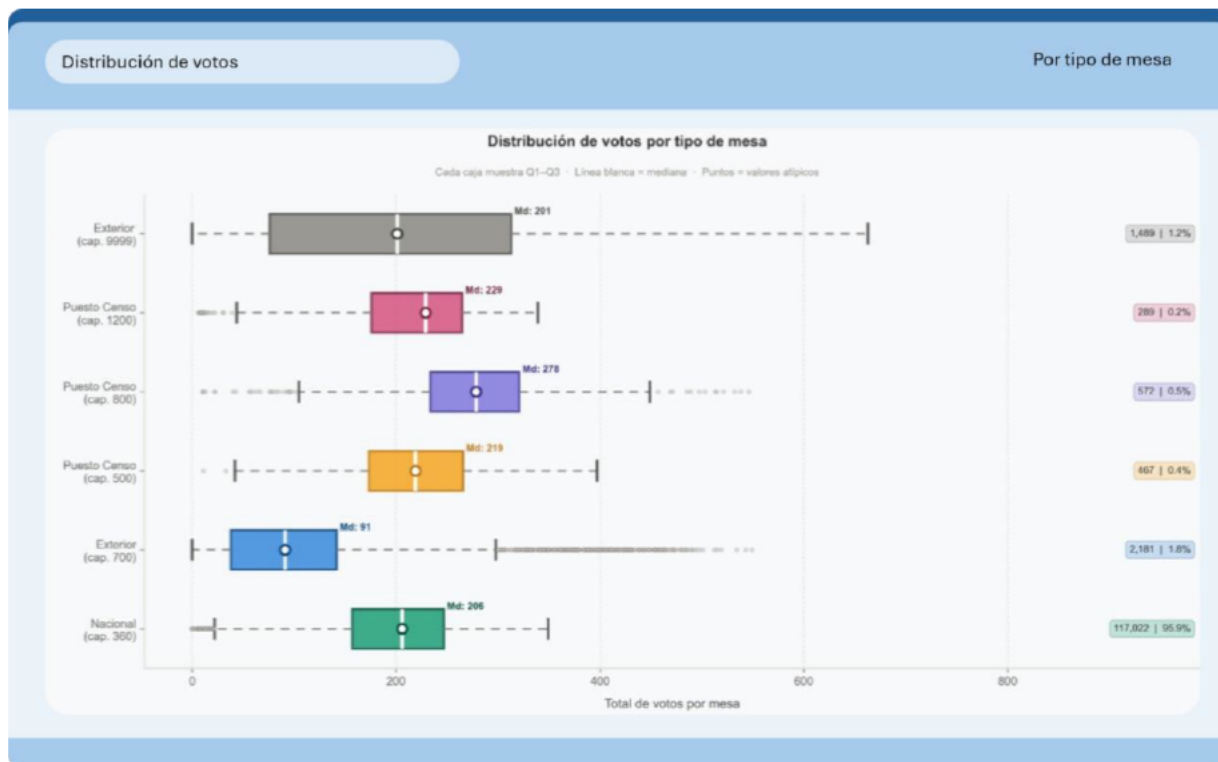 Distribución de votos
Por tipo de mesa
Distribución de votos por tipo de mesa
Cada caja muestra Q1–Q3 · Línea blanca = mediana · Puntos = valores atípicos
Exterior
(cap. 9999)
Md: 201
1,489 | 1.2%
Puesto Censo
(cap. 1200)
Md: 229
289 | 0.2%
Puesto Censo
(cap. 800)
Md: 278
572 | 0.5%
Puesto Censo
(cap. 500)
Md: 219
467 | 0.4%
Exterior
(cap. 700)
Md: 91
2,181 | 1.8%
Nacional
(cap. 360)
Md: 206
117,822 | 95.9%
0 200 400 600 800
Total de votos por mesa